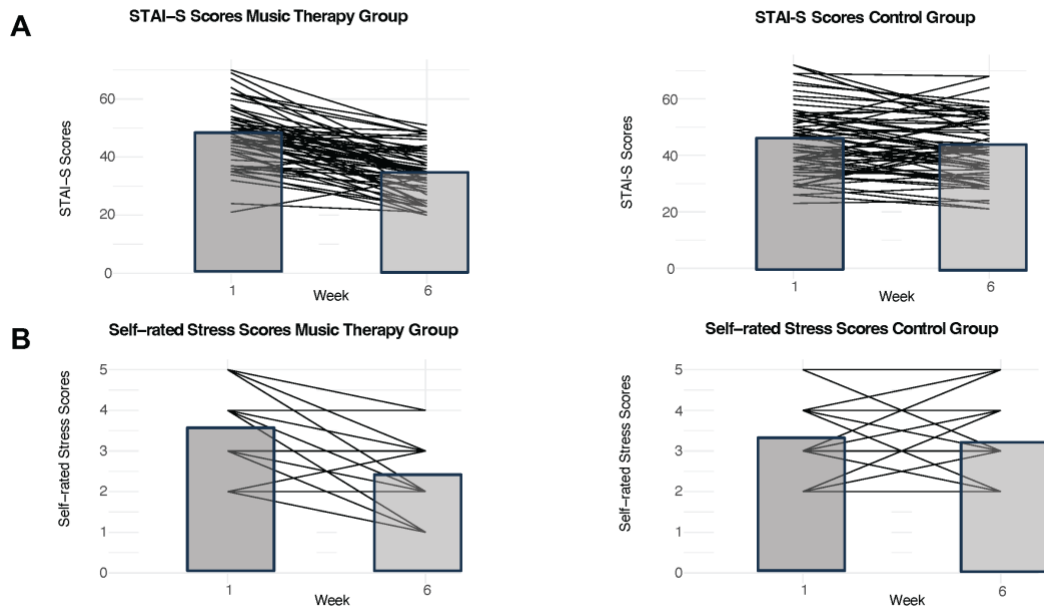 A
STAI–S Scores Music Therapy Group
STAI-S Scores
60
40
20
0
1
6
Week
STAI-S Scores Control Group
STAI-S Scores
60
40
20
0
1
6
Week
B
Self–rated Stress Scores Music Therapy Group
Self–rated Stress Scores
5
4
3
2
1
0
1
6
Week
Self–rated Stress Scores Control Group
Self–rated Stress Scores
5
4
3
2
1
0
1
6
Week